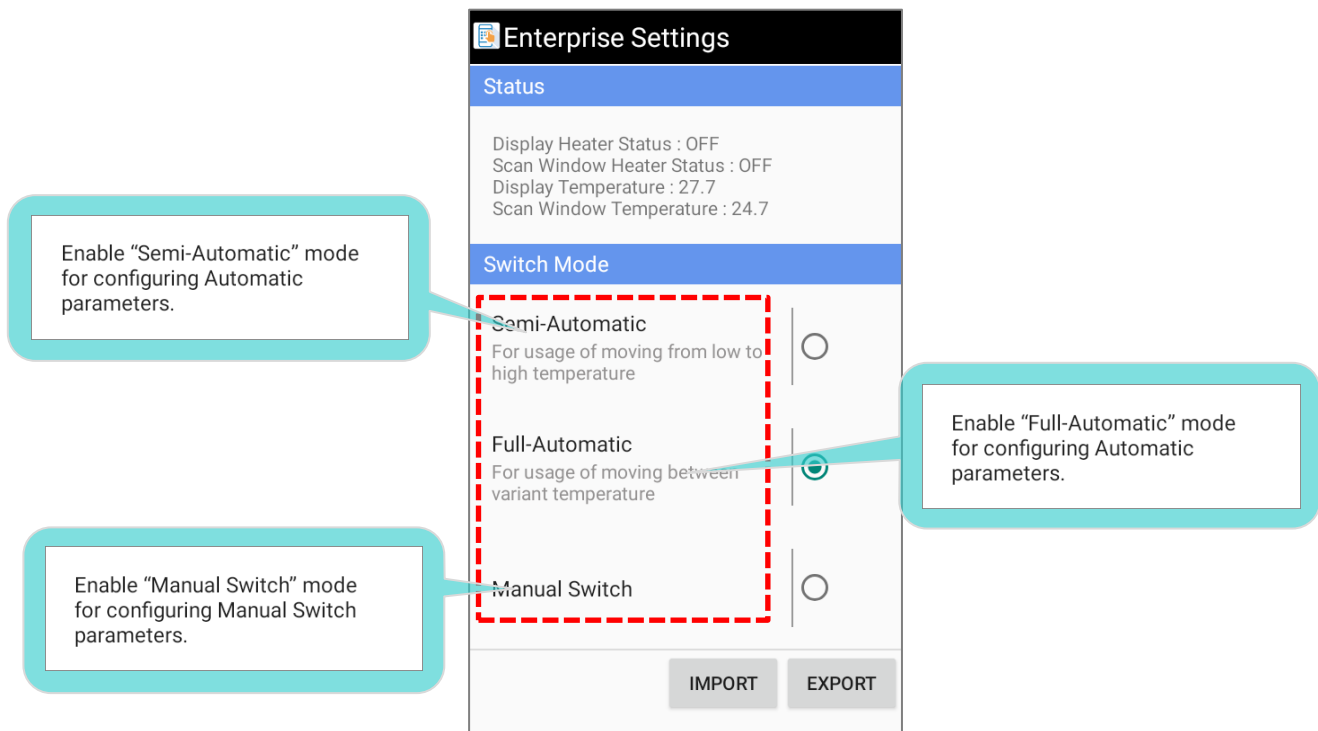 Enterprise Settings
Status
Display Heater Status : OFF
Scan Window Heater Status : OFF
Display Temperature : 27.7
Scan Window Temperature : 24.7
Enable “Semi-Automatic” mode
for configuring Automatic
parameters.
Switch Mode
Semi-Automatic
For usage of moving from low to
high temperature
Full-Automatic
For usage of moving between
variant temperature
Enable “Full-Automatic” mode
for configuring Automatic
parameters.
Enable “Manual Switch” mode
for configuring Manual Switch
parameters.
Manual Switch
IMPORT
EXPORT